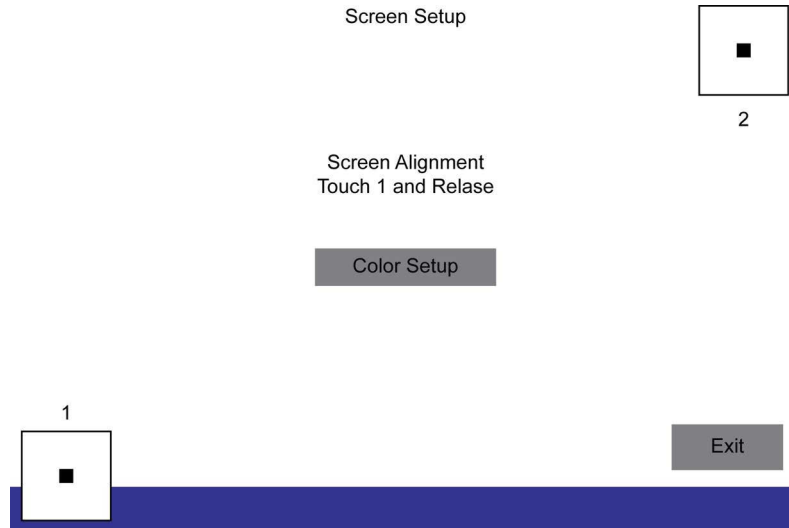 Screen Setup
2
Screen Alignment
Touch 1 and Relase
Color Setup
1
Exit